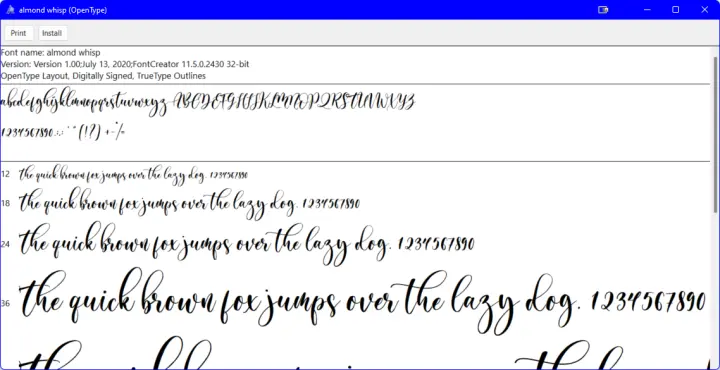 almond whisp (OpenType)
Print Install
Font name: almond whisp
Version: Version 1.00;July 13, 2020;FontCreator 11.5.0.2430 32-bit
OpenType Layout, Digitally Signed, TrueType Outlines
abcdefghijklmnopqrstuvwxyz ABCDEFGHIJKLMNOPQRSTUVWXYZ
1234567890.:,; ' " (!?) +-*/=
12 the quick brown fox jumps over the lazy dog. 1234567890
18 the quick brown fox jumps over the lazy dog. 1234567890
24 the quick brown fox jumps over the lazy dog. 1234567890
36 the quick brown fox jumps over the lazy dog. 1234567890